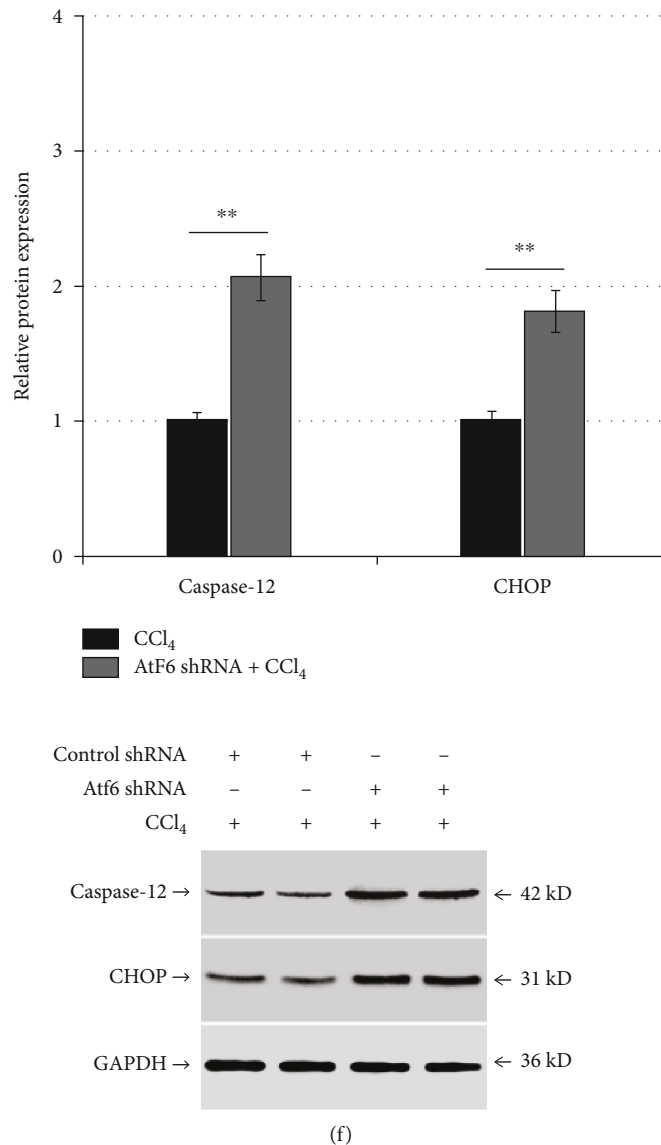 4
3
2
1
0
Relative protein expression
**
**
Caspase-12 CHOP
CCl4
AtF6 shRNA + CCl4
Control shRNA + + – –
Atf6 shRNA – – + +
CCl4 + + + +
Caspase-12 → ← 42 kD
CHOP → ← 31 kD
GAPDH → ← 36 kD
(f)